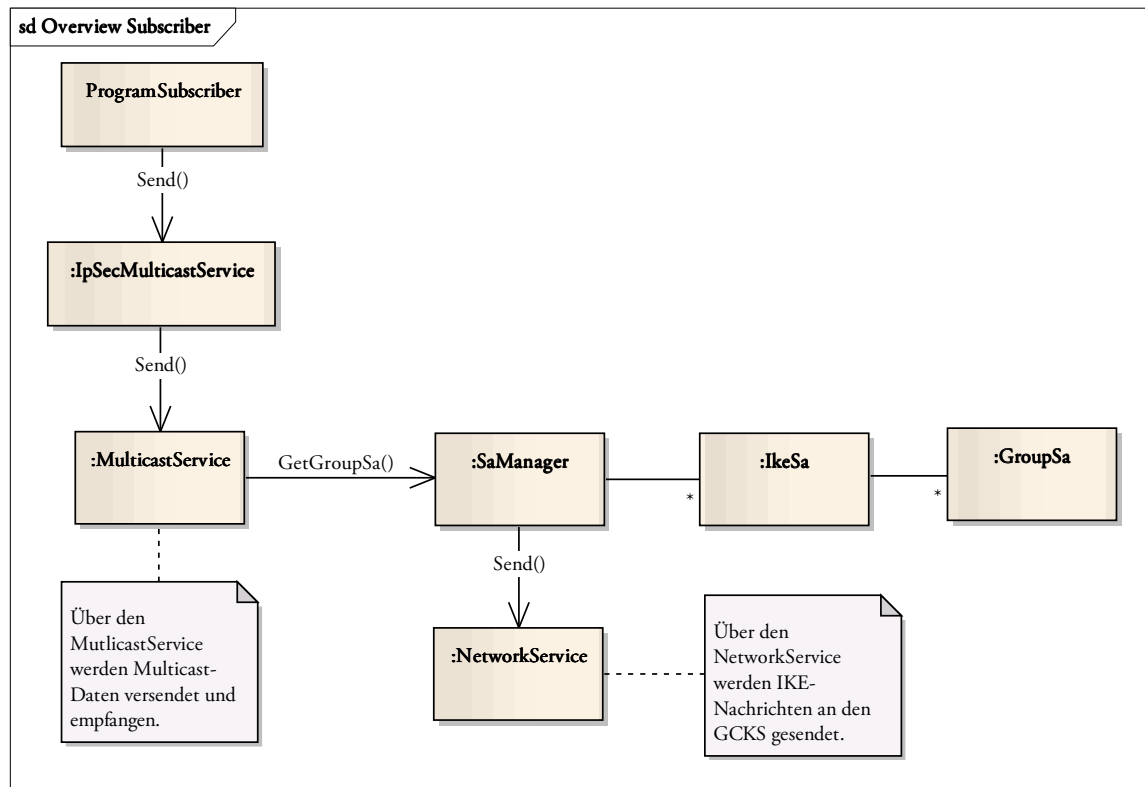 sd Overview Subscriber
ProgramSubscriber
Send()
:IpSecMulticastService
Send()
:MulticastService
GetGroupSa()
:SaManager
*
:IkeSa
*
:GroupSa
Send()
:NetworkService
Über den
MutlicastService
werden Multicast-
Daten versendet und
empfangen.
Über den
NetworkService
werden IKE-
Nachrichten an den
GCKS gesendet.